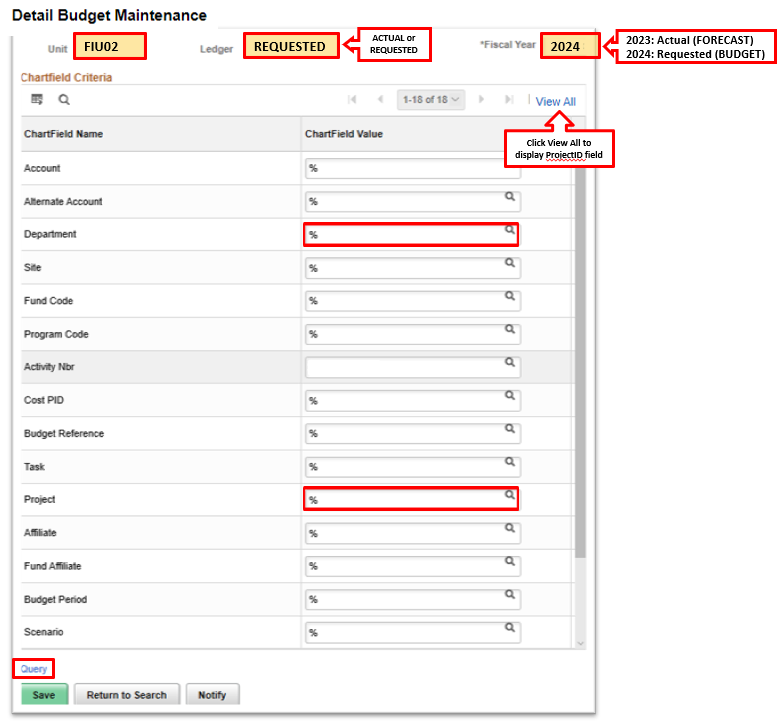 Detail Budget Maintenance
Unit FIU02 Ledger REQUESTED ACTUAL or
REQUESTED *Fiscal Year 2024 2023: Actual (FORECAST)
2024: Requested (BUDGET)
Chartfield Criteria
1-18 of 18 View All
Click View All to
display ProjectID field
ChartField Name ChartField Value
Account %
Alternate Account %
Department %
Site %
Fund Code %
Program Code %
Activity Nbr
Cost PID %
Budget Reference %
Task %
Project %
Affiliate %
Fund Affiliate %
Budget Period %
Scenario %
Query
Save Return to Search Notify